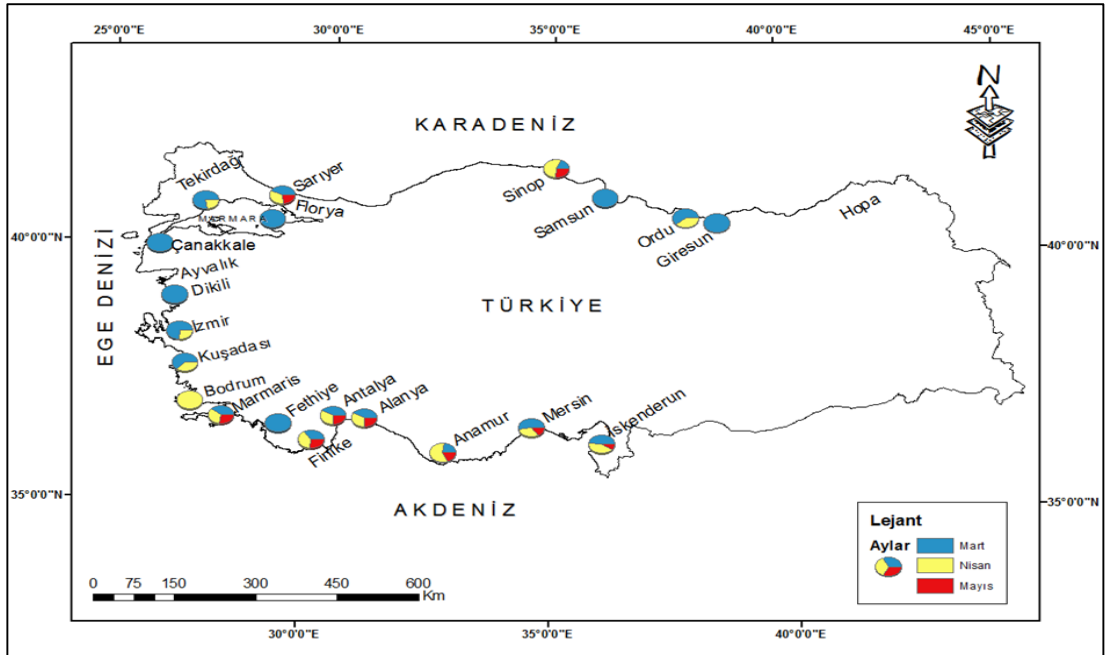 25°0'0"E 30°0'0"E 35°0'0"E 40°0'0"E 45°0'0"E
N
KARADENİZ
Tekirdağı
Sarıyer
Florya
MARMARA
Sinop
Samsun
Ordu
Giresun
Hopa
40°0'0"N
40°0'0"N
Çanakkale
EGE DENİZİ
Ayvalık
Dikili
TÜRKİYE
İzmir
Kuşadası
Bodrum
Marmaris
Fethiye
Antalya
Alanya
Finike
Anamur
Mersin
İskenderun
35°0'0"N
35°0'0"N
AKDENİZ
Lejant
Aylar
Mart
Nisan
Mayıs
0 75 150 300 450 600
Km
30°0'0"E 35°0'0"E 40°0'0"E